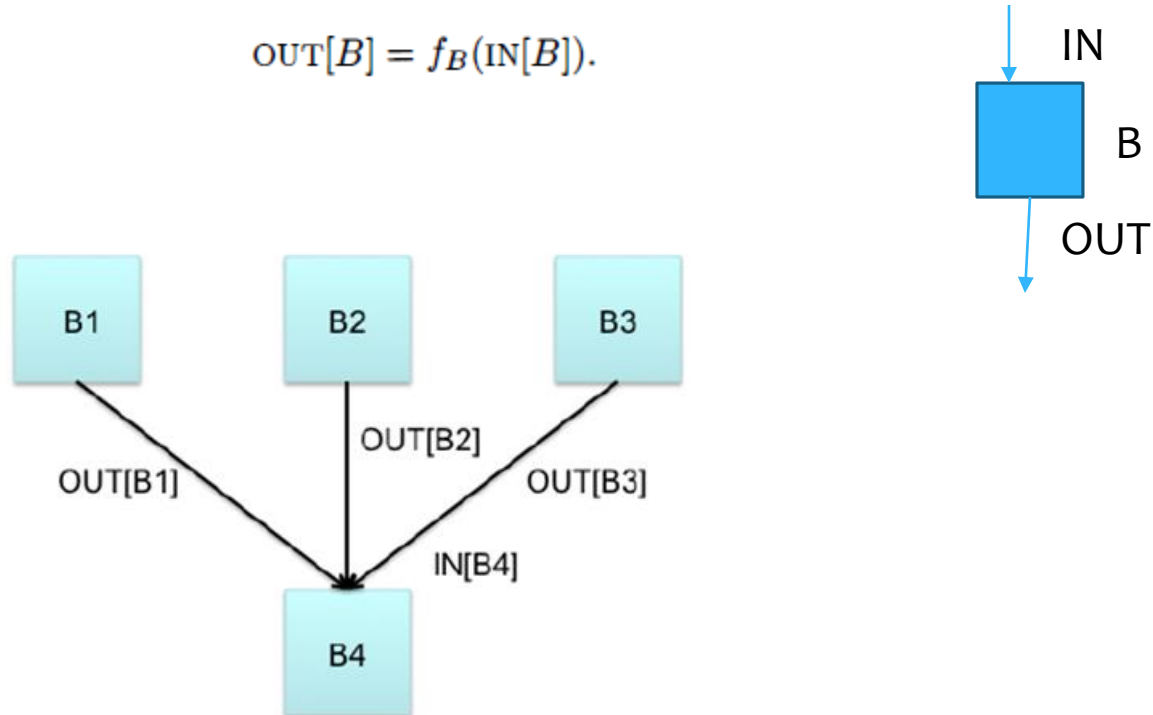 OUT[B] = f_B(IN[B]).
IN
B
OUT
B1
B2
B3
OUT[B2]
OUT[B1]
OUT[B3]
IN[B4]
B4